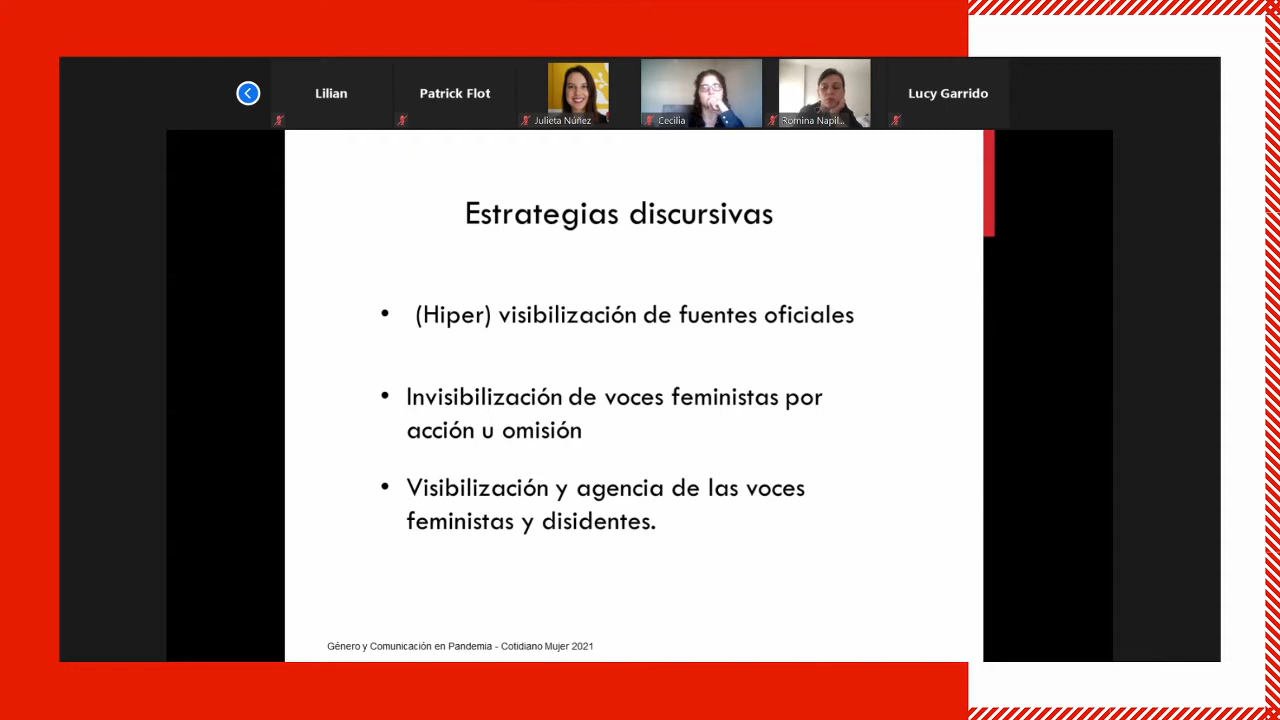 Lilian
Patrick Flot
Julieta Núñez
Cecilia
Romina Napil...
Lucy Garrido
Estrategias discursivas
• (Hiper) visibilización de fuentes oficiales
• Invisibilización de voces feministas por
acción u omisión
• Visibilización y agencia de las voces
feministas y disidentes.
Género y Comunicación en Pandemia - Cotidiano Mujer 2021